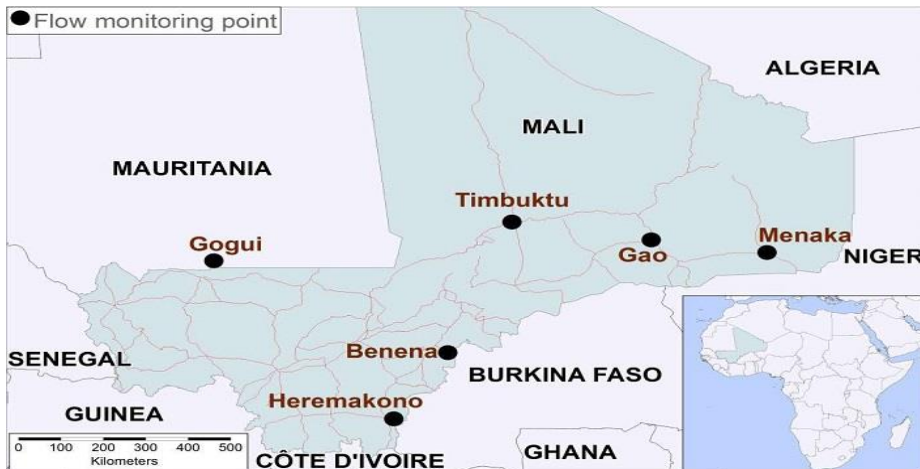 Flow monitoring point
ALGERIA
MALI
MAURITANIA
Timbuktu
Gogui
Menaka
Gao
NIGER
Benena
SENEGAL
BURKINA FASO
Heremakono
GUINEA
0 100 200 300 400 500
Kilometers
GHANA
CÔTE D'IVOIRE